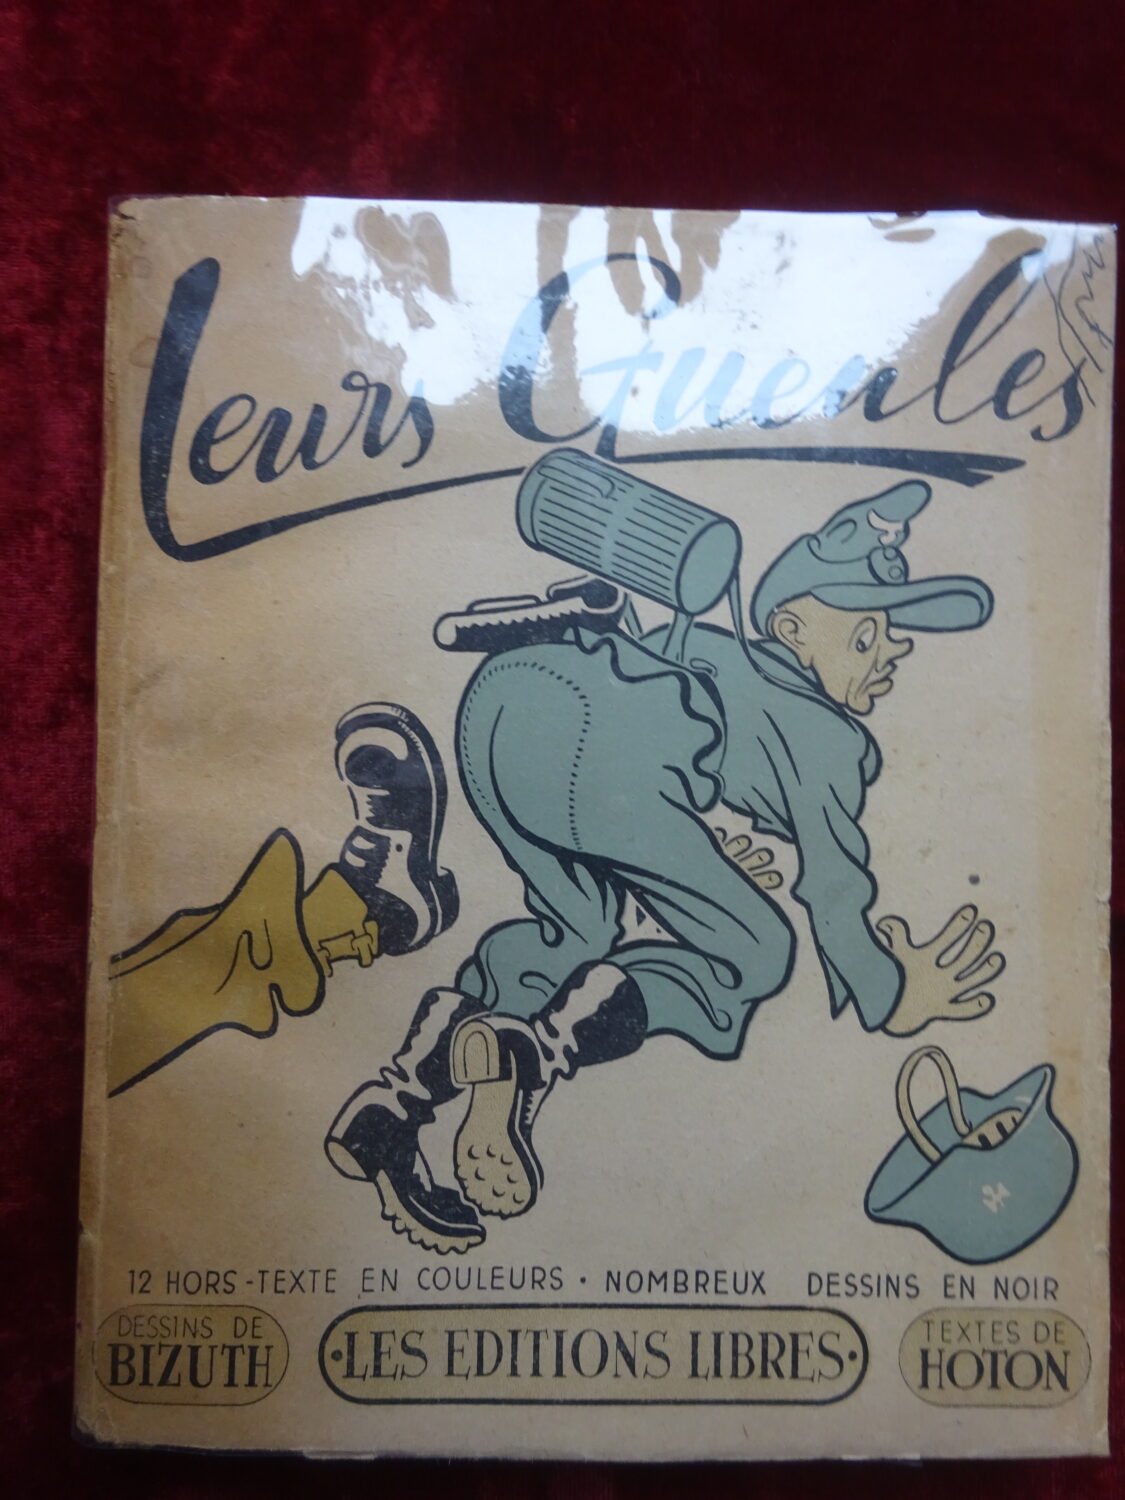 Leurs Gueules
12 HORS-TEXTE EN COULEURS · NOMBREUX DESSINS EN NOIR
DESSINS DE
BIZUTH
·LES EDITIONS LIBRES·
TEXTES DE
HOTON